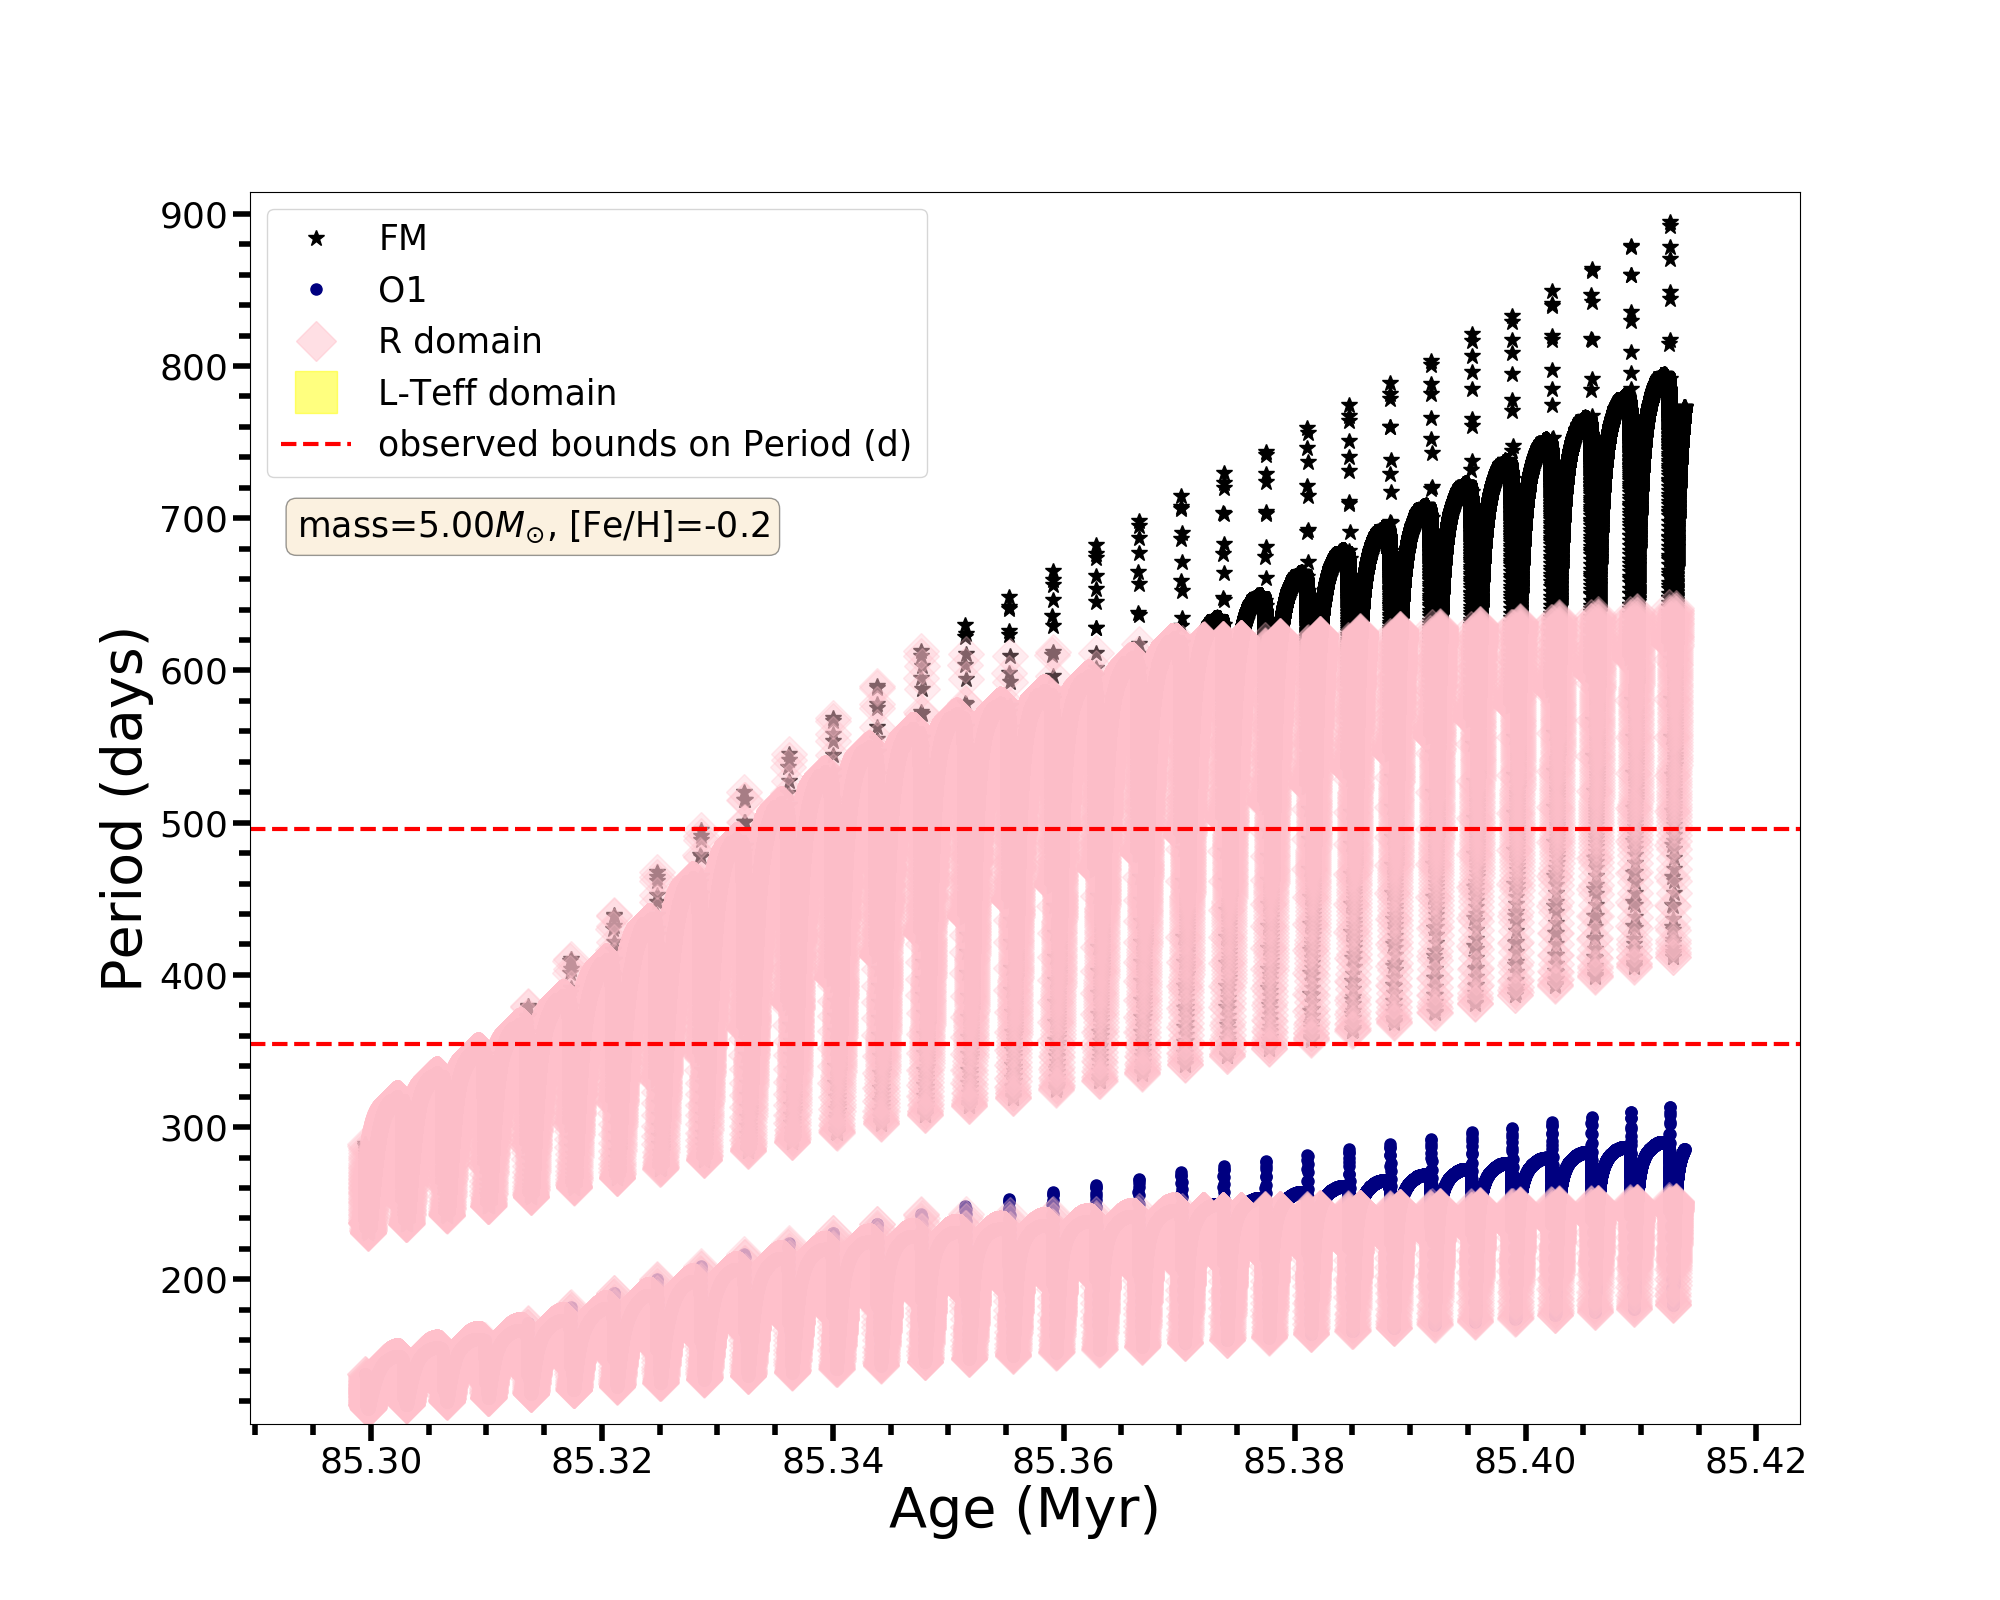 FM
O1
R domain
L-Teff domain
observed bounds on Period (d)
mass=5.00M⊙, [Fe/H]=-0.2
900
800
700
600
500
400
300
200
Period (days)
85.30 85.32 85.34 85.36 85.38 85.40 85.42
Age (Myr)